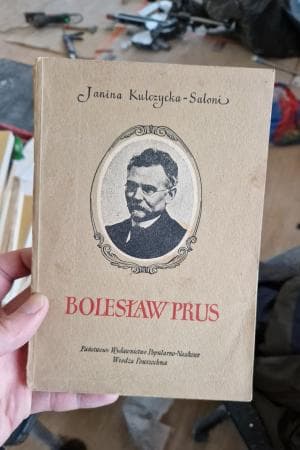 Janina Kulczycka-Saloni
BOLESŁAW PRUS
Państwowe Wydawnictwo Popularno-Naukowe
Wiedza Powszechna